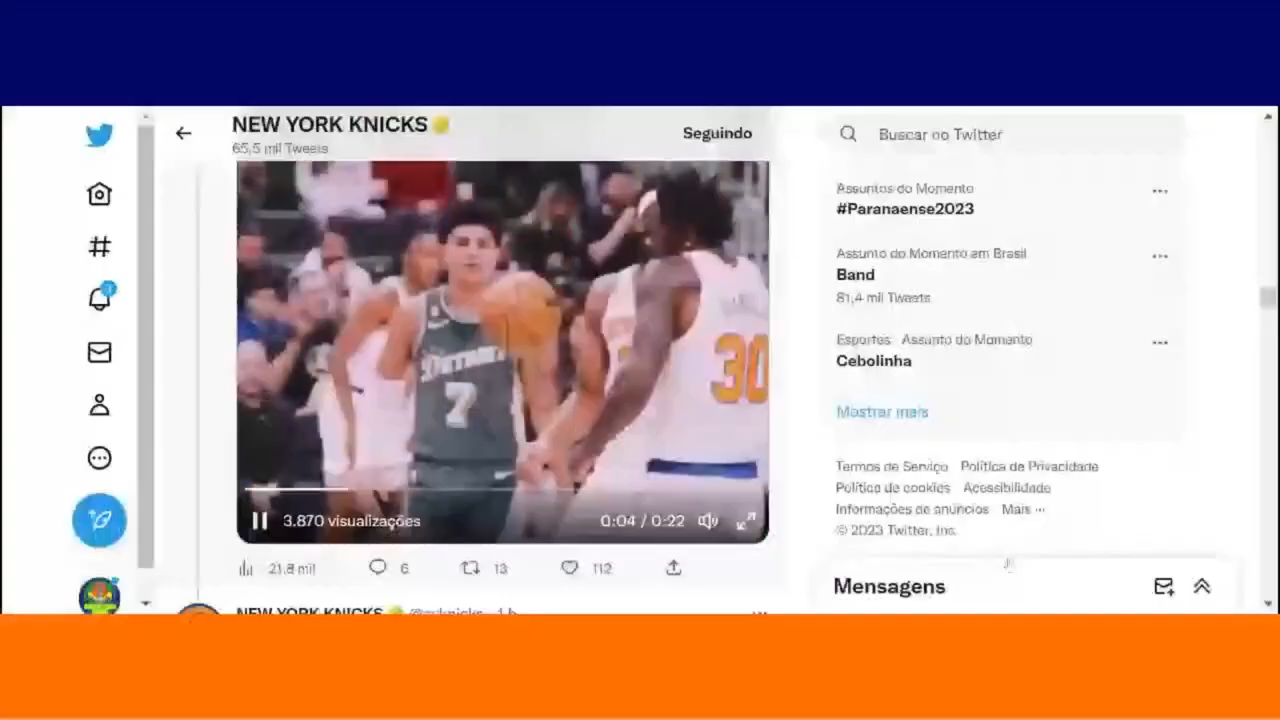 NEW YORK KNICKS
65,5 mil Tweets
Seguindo
7
30
3.870 visualizações
0:04 / 0:22
21,8 mil
6
13
112
NEW YORK KNICKS
1 h
3
Buscar no Twitter
Assuntos do Momento
#Paranaense2023
Assunto do Momento em Brasil
Band
81,4 mil Tweets
Esportes Assunto do Momento
Cebolinha
Mostrar mais
Termos de Serviço Política de Privacidade
Política de cookies Acessibilidade
Informações de anúncios Mais ···
© 2023 Twitter, Inc.
Mensagens